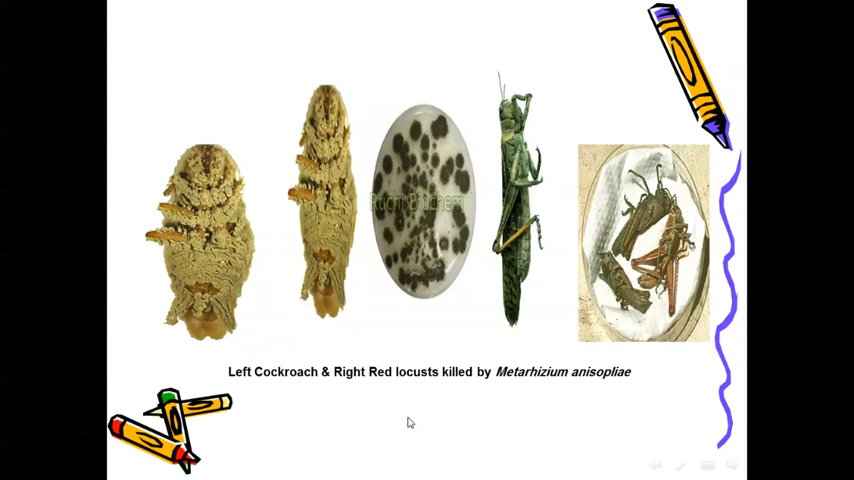 Ruchi Biochem
Left Cockroach & Right Red locusts killed by Metarhizium anisopliae